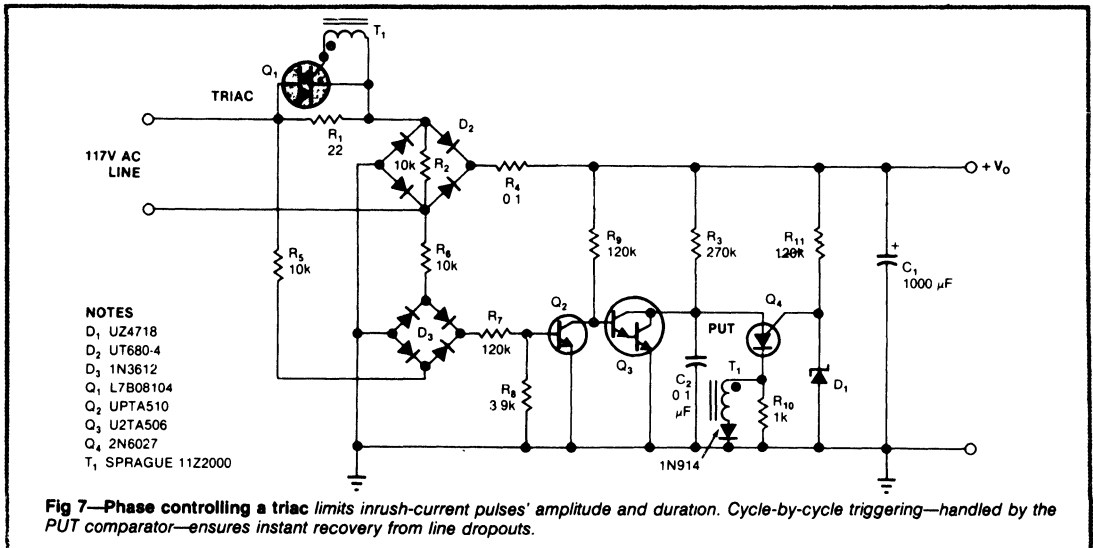 T1
Q1
TRIAC
R1
22
D2
117V AC
LINE
10k
R2
R4
0 1
+ Vo
R5
10k
R6
10k
R9
120k
R3
270k
R11
120k
C1
+
1000 μF
NOTES
D1 UZ4718
D2 UT680-4
D3 1N3612
Q1 L7B08104
Q2 UPTA510
Q3 U2TA506
Q4 2N6027
T1 SPRAGUE 11Z2000
D3
R7
120k
R8
3 9k
Q2
Q3
PUT
Q4
C2
0 1
μF
T1
R10
1k
D1
1N914
Fig 7—Phase controlling a triac limits inrush-current pulses' amplitude and duration. Cycle-by-cycle triggering—handled by the
PUT comparator—ensures instant recovery from line dropouts.